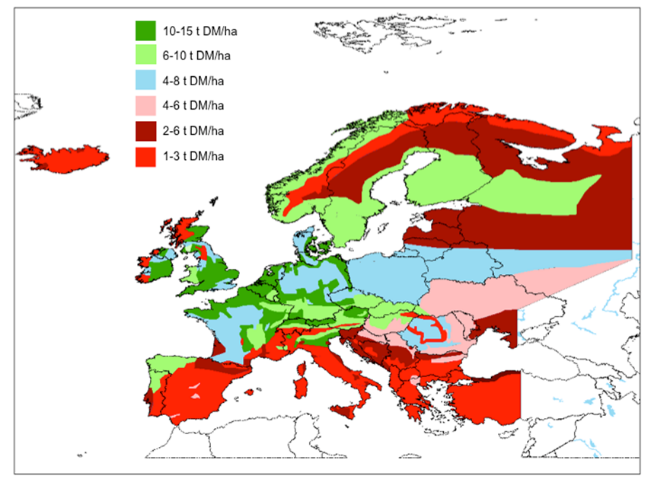 10-15 t DM/ha
6-10 t DM/ha
4-8 t DM/ha
4-6 t DM/ha
2-6 t DM/ha
1-3 t DM/ha